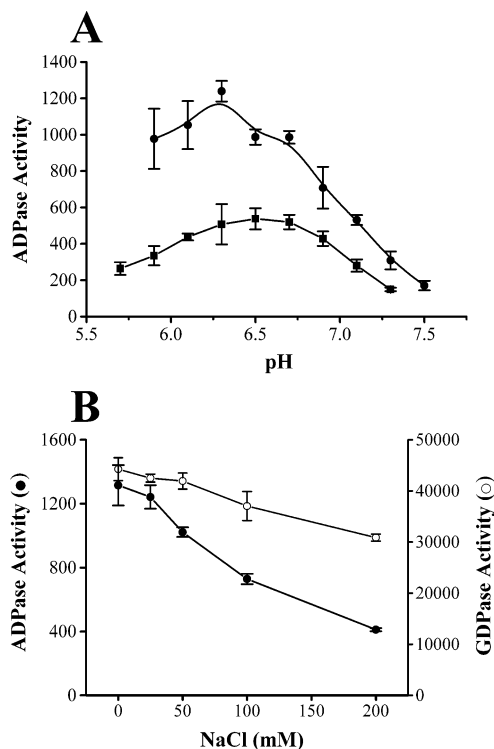 A
1400
1200
1000
800
600
400
200
0
ADPase Activity
5.5 6.0 6.5 7.0 7.5
pH
B
1600
1200
800
400
0
ADPase Activity (●)
50000
40000
30000
20000
10000
0
GDPase Activity (○)
0 50 100 150 200
NaCl (mM)